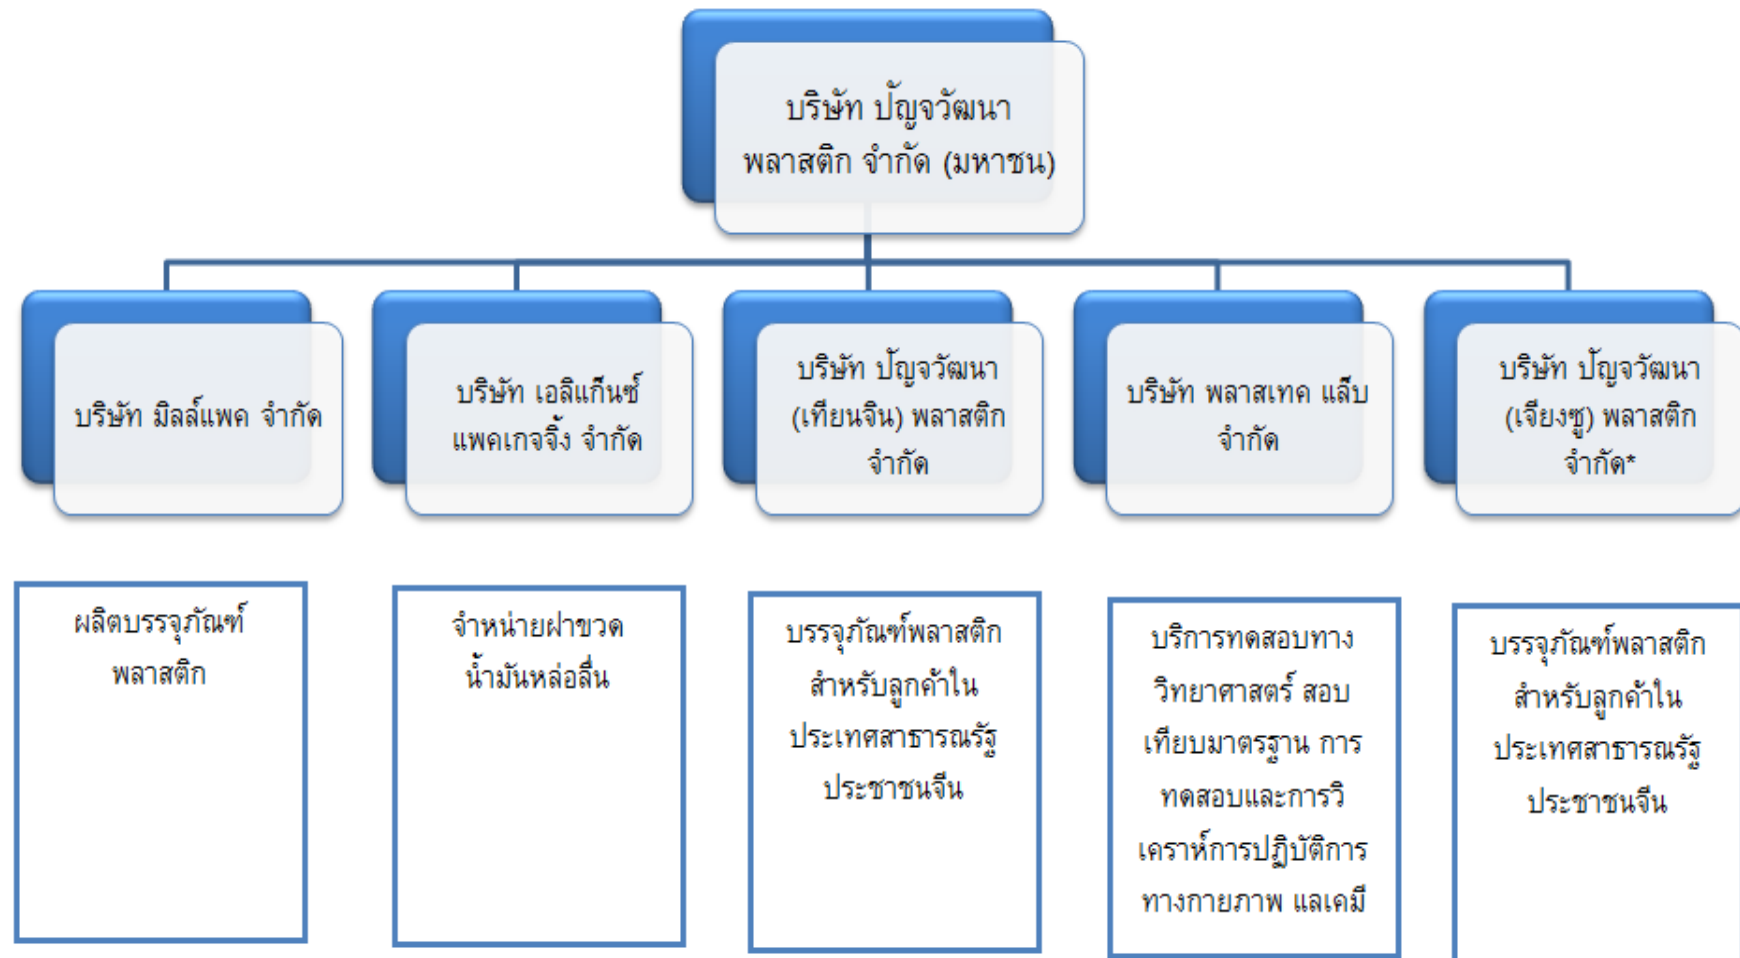 บริษัท ปัญจวัฒนา
พลาสติก จำกัด (มหาชน)
บริษัท มิลล์แพค จำกัด
บริษัท เอลิแก๊นซ์
แพคเกจจิ้ง จำกัด
บริษัท ปัญจวัฒนา
(เทียนจิน) พลาสติก
จำกัด
บริษัท พลาสเทค แล็บ
จำกัด
บริษัท ปัญจวัฒนา
(เจียงซู) พลาสติก
จำกัด*
ผลิตบรรจุภัณฑ์
พลาสติก
จำหน่ายฝาขวด
น้ำมันหล่อลื่น
บรรจุภัณฑ์พลาสติก
สำหรับลูกค้าใน
ประเทศสาธารณรัฐ
ประชาชนจีน
บริการทดสอบทาง
วิทยาศาสตร์ สอบ
เทียบมาตรฐาน การ
ทดสอบและการวิ
เคราห์การปฏิบัติการ
ทางกายภาพ แลเคมี
บรรจุภัณฑ์พลาสติก
สำหรับลูกค้าใน
ประเทศสาธารณรัฐ
ประชาชนจีน